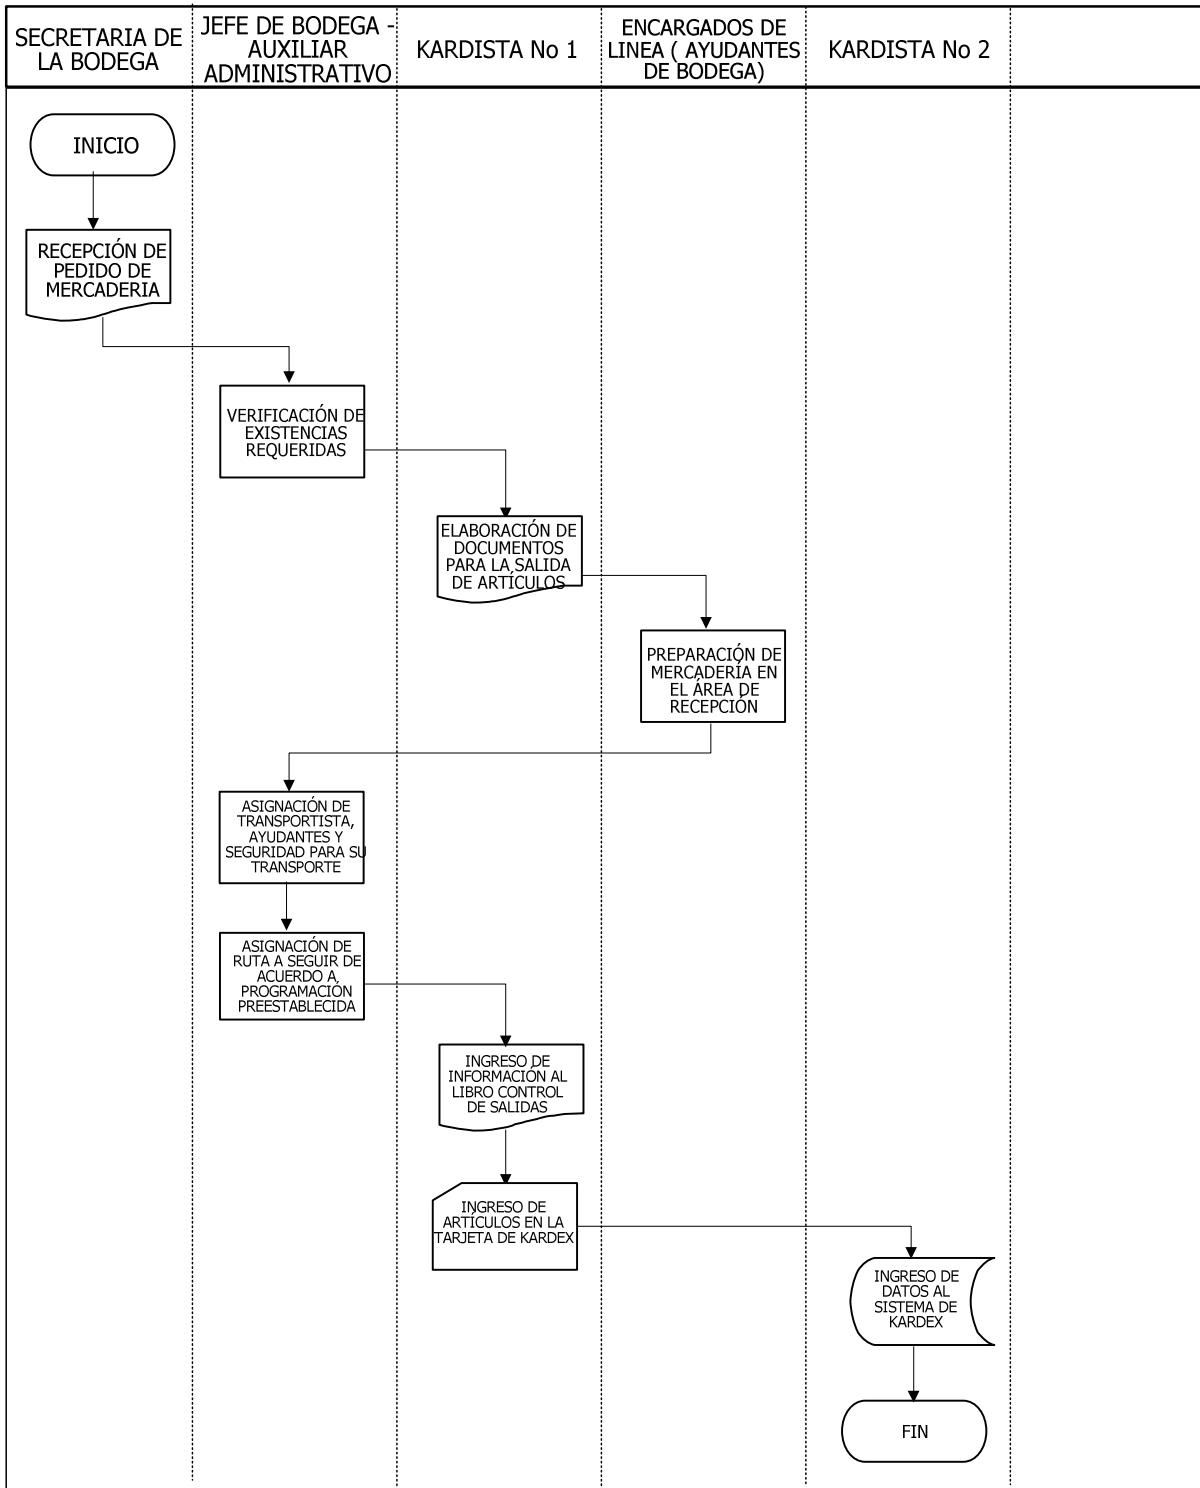 SECRETARIA DE
LA BODEGA
JEFE DE BODEGA -
AUXILIAR
ADMINISTRATIVO
KARDISTA No 1
ENCARGADOS DE
LINEA ( AYUDANTES
DE BODEGA)
KARDISTA No 2
INICIO
RECEPCIÓN DE
PEDIDO DE
MERCADERIA
VERIFICACIÓN DE
EXISTENCIAS
REQUERIDAS
ELABORACIÓN DE
DOCUMENTOS
PARA LA SALIDA
DE ARTÍCULOS
PREPARACIÓN DE
MERCADERÍA EN
EL ÁREA DE
RECEPCIÓN
ASIGNACIÓN DE
TRANSPORTISTA,
AYUDANTES Y
SEGURIDAD PARA SU
TRANSPORTE
ASIGNACIÓN DE
RUTA A SEGUIR DE
ACUERDO A
PROGRAMACIÓN
PREESTABLECIDA
INGRESO DE
INFORMACIÓN AL
LIBRO CONTROL
DE SALIDAS
INGRESO DE
ARTÍCULOS EN LA
TARJETA DE KARDEX
INGRESO DE
DATOS AL
SISTEMA DE
KARDEX
FIN